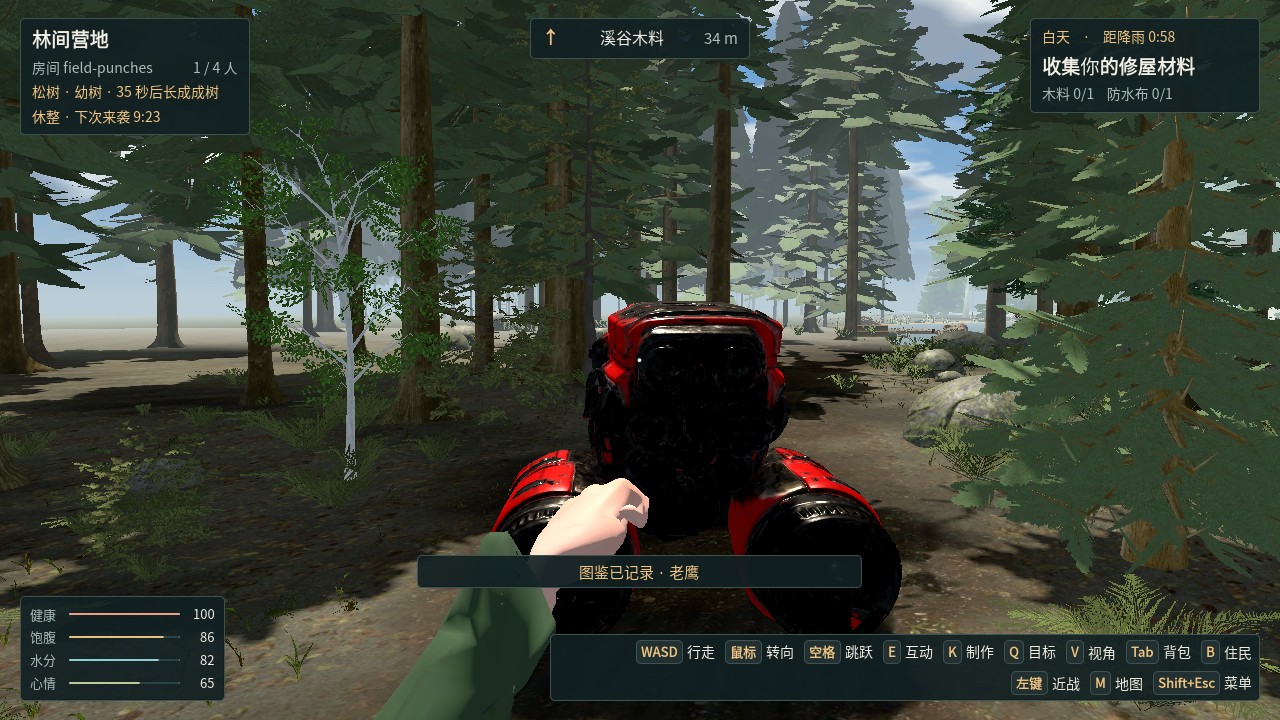 林间营地
房间 field-punches 1 / 4 人
松树 · 幼树 · 35 秒后长成成树
休整 · 下次来袭 9:23
↑ 溪谷木料 34 m
白天 · 距降雨 0:58
收集你的修屋材料
木料 0/1 防水布 0/1
图鉴已记录 · 老鹰
健康 100
饱腹 86
水分 82
心情 65
WASD 行走 鼠标 转向 空格 跳跃 E 互动 K 制作 Q 目标 V 视角 Tab 背包 B 住民
左键 近战 M 地图 Shift+Esc 菜单